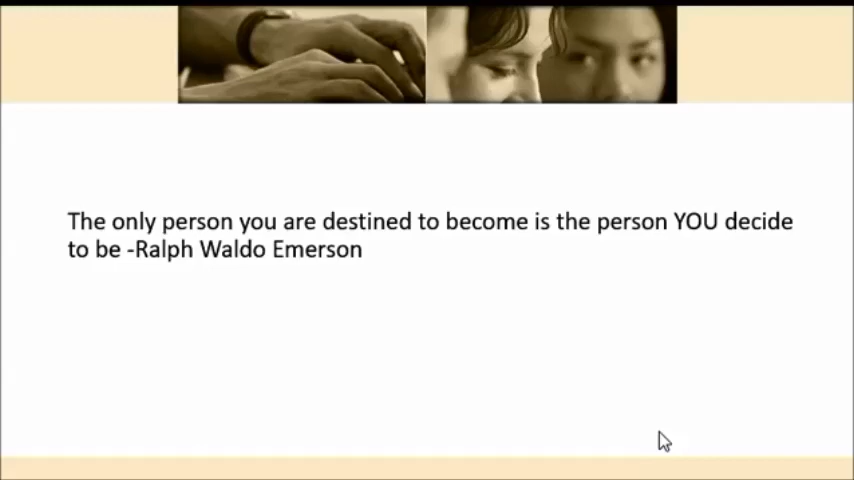 The only person you are destined to become is the person YOU decide
to be -Ralph Waldo Emerson